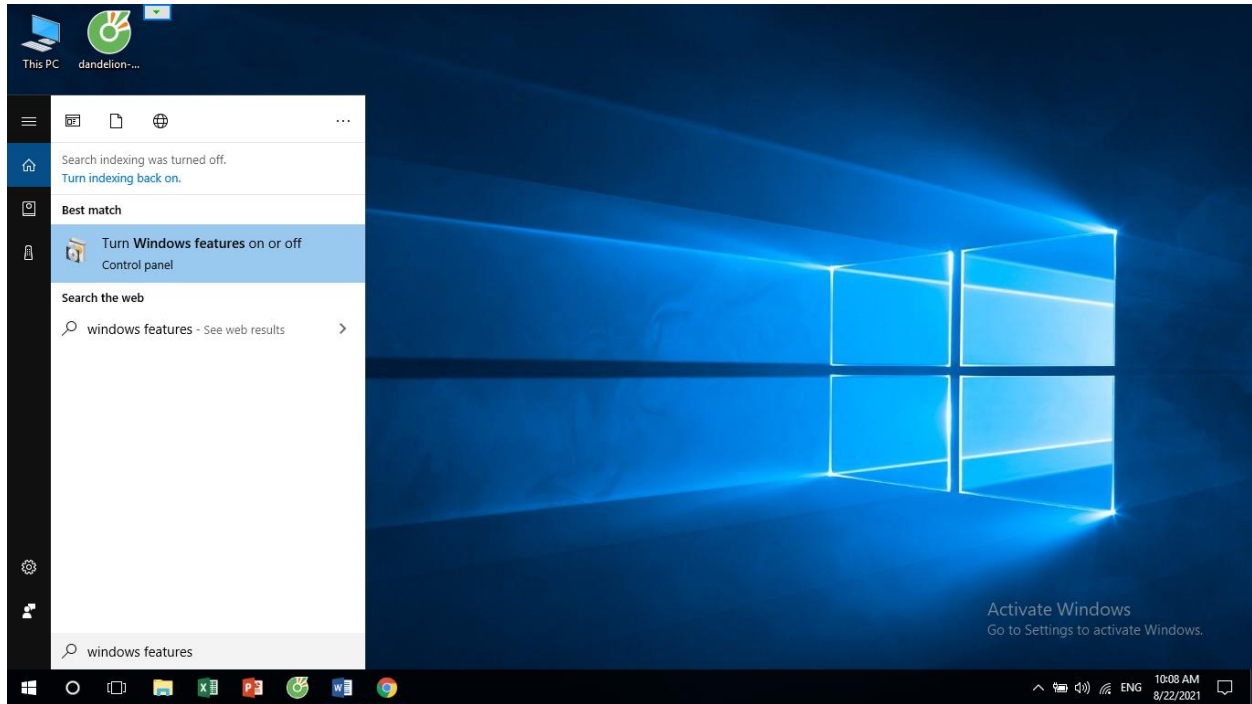 This PC
dandelion-...
Search indexing was turned off.
Turn indexing back on.
Best match
Turn Windows features on or off
Control panel
Search the web
windows features - See web results
windows features
Activate Windows
Go to Settings to activate Windows.
ENG
10:08 AM
8/22/2021